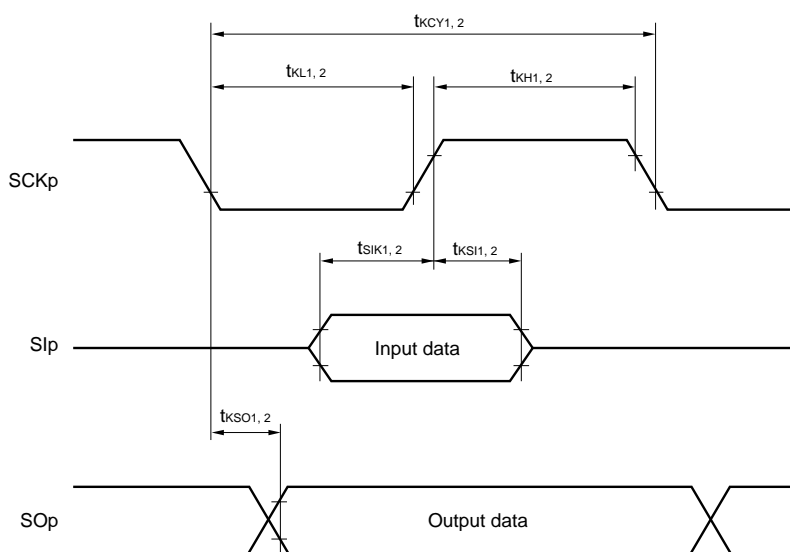 tKCY1, 2
tKL1, 2
tKH1, 2
SCKp
tSIK1, 2
tKSI1, 2
SIp
Input data
tKSO1, 2
SOp
Output data